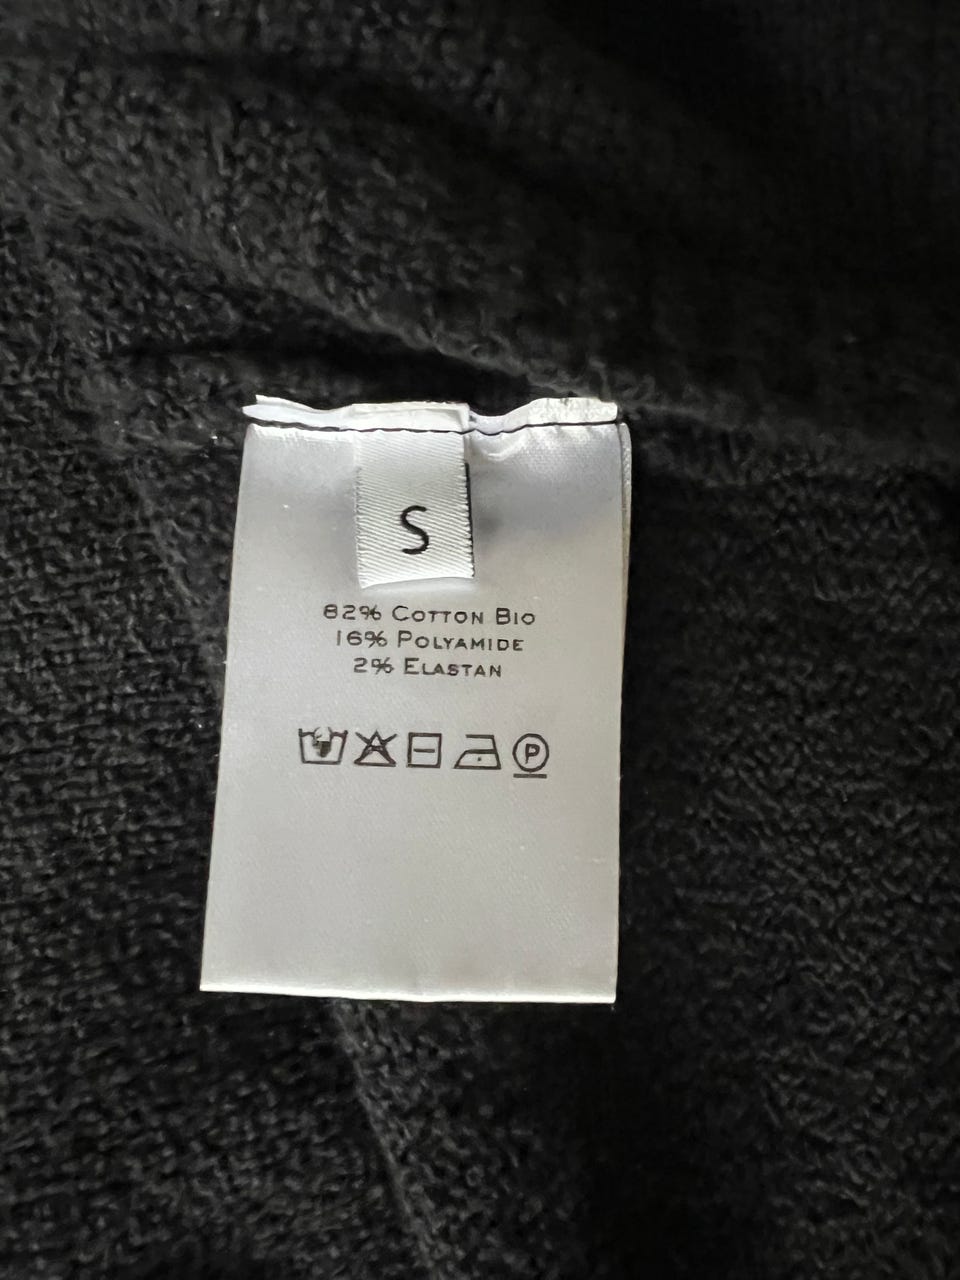 S
82% COTTON BIO
16% POLYAMIDE
2% ELASTAN
P